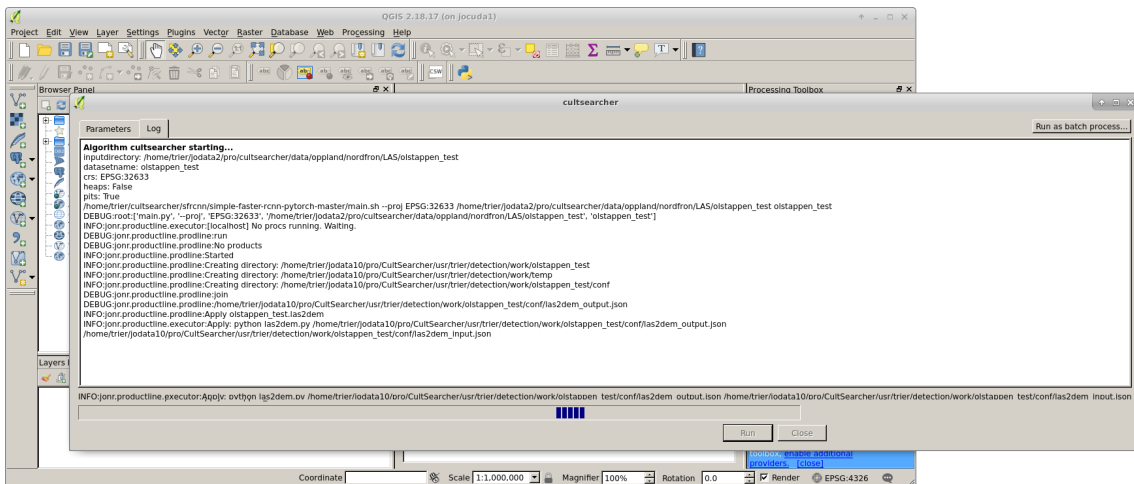 QGIS 2.18.17 (on jocuda1)
Project Edit View Layer Settings Plugins Vector Raster Database Web Processing Help
CSW
Browser Panel
Processing Toolbox
cultsearcher
Parameters Log
Run as batch process...
Algorithm cultsearcher starting...
inputdirectory: /home/trier/jodata2/pro/cultsearcher/data/oppland/nordfron/LAS/olstappen_test
datasetname: olstappen_test
crs: EPSG:32633
heaps: False
pits: True
/home/trier/cultsearcher/sfrcnn/simple-faster-rcnn-pytorch-master/main.sh --proj EPSG:32633 /home/trier/jodata2/pro/cultsearcher/data/oppland/nordfron/LAS/olstappen_test olstappen_test
DEBUG:root:['main.py', '--proj', 'EPSG:32633', '/home/trier/jodata2/pro/cultsearcher/data/oppland/nordfron/LAS/olstappen_test', 'olstappen_test']
INFO:jonr.productline.executor:[localhost] No procs running. Waiting.
DEBUG:jonr.productline.prodline:run
DEBUG:jonr.productline.prodline:No products
INFO:jonr.productline.prodline:Started
INFO:jonr.productline.prodline:Creating directory: /home/trier/jodata10/pro/CultSearcher/usr/trier/detection/work/olstappen_test
INFO:jonr.productline.prodline:Creating directory: /home/trier/jodata10/pro/CultSearcher/usr/trier/detection/work/temp
INFO:jonr.productline.prodline:Creating directory: /home/trier/jodata10/pro/CultSearcher/usr/trier/detection/work/olstappen_test/conf
DEBUG:jonr.productline.prodline:join
DEBUG:jonr.productline.prodline:/home/trier/jodata10/pro/CultSearcher/usr/trier/detection/work/olstappen_test/conf/las2dem_output.json
INFO:jonr.productline.prodline:Apply olstappen_test.las2dem
INFO:jonr.productline.executor:Apply: python las2dem.py /home/trier/jodata10/pro/CultSearcher/usr/trier/detection/work/olstappen_test/conf/las2dem_output.json
/home/trier/jodata10/pro/CultSearcher/usr/trier/detection/work/olstappen_test/conf/las2dem_input.json
Layers
INFO:jonr.productline.executor:Apply: python las2dem.py /home/trier/jodata10/pro/CultSearcher/usr/trier/detection/work/olstappen_test/conf/las2dem_output.json /home/trier/jodata10/pro/CultSearcher/usr/trier/detection/work/olstappen_test/conf/las2dem_input.json
Run Close
toolbox, enable additional
providers. [close]
Coordinate Scale 1:1,000,000 Magnifier 100% Rotation 0.0 Render EPSG:4326